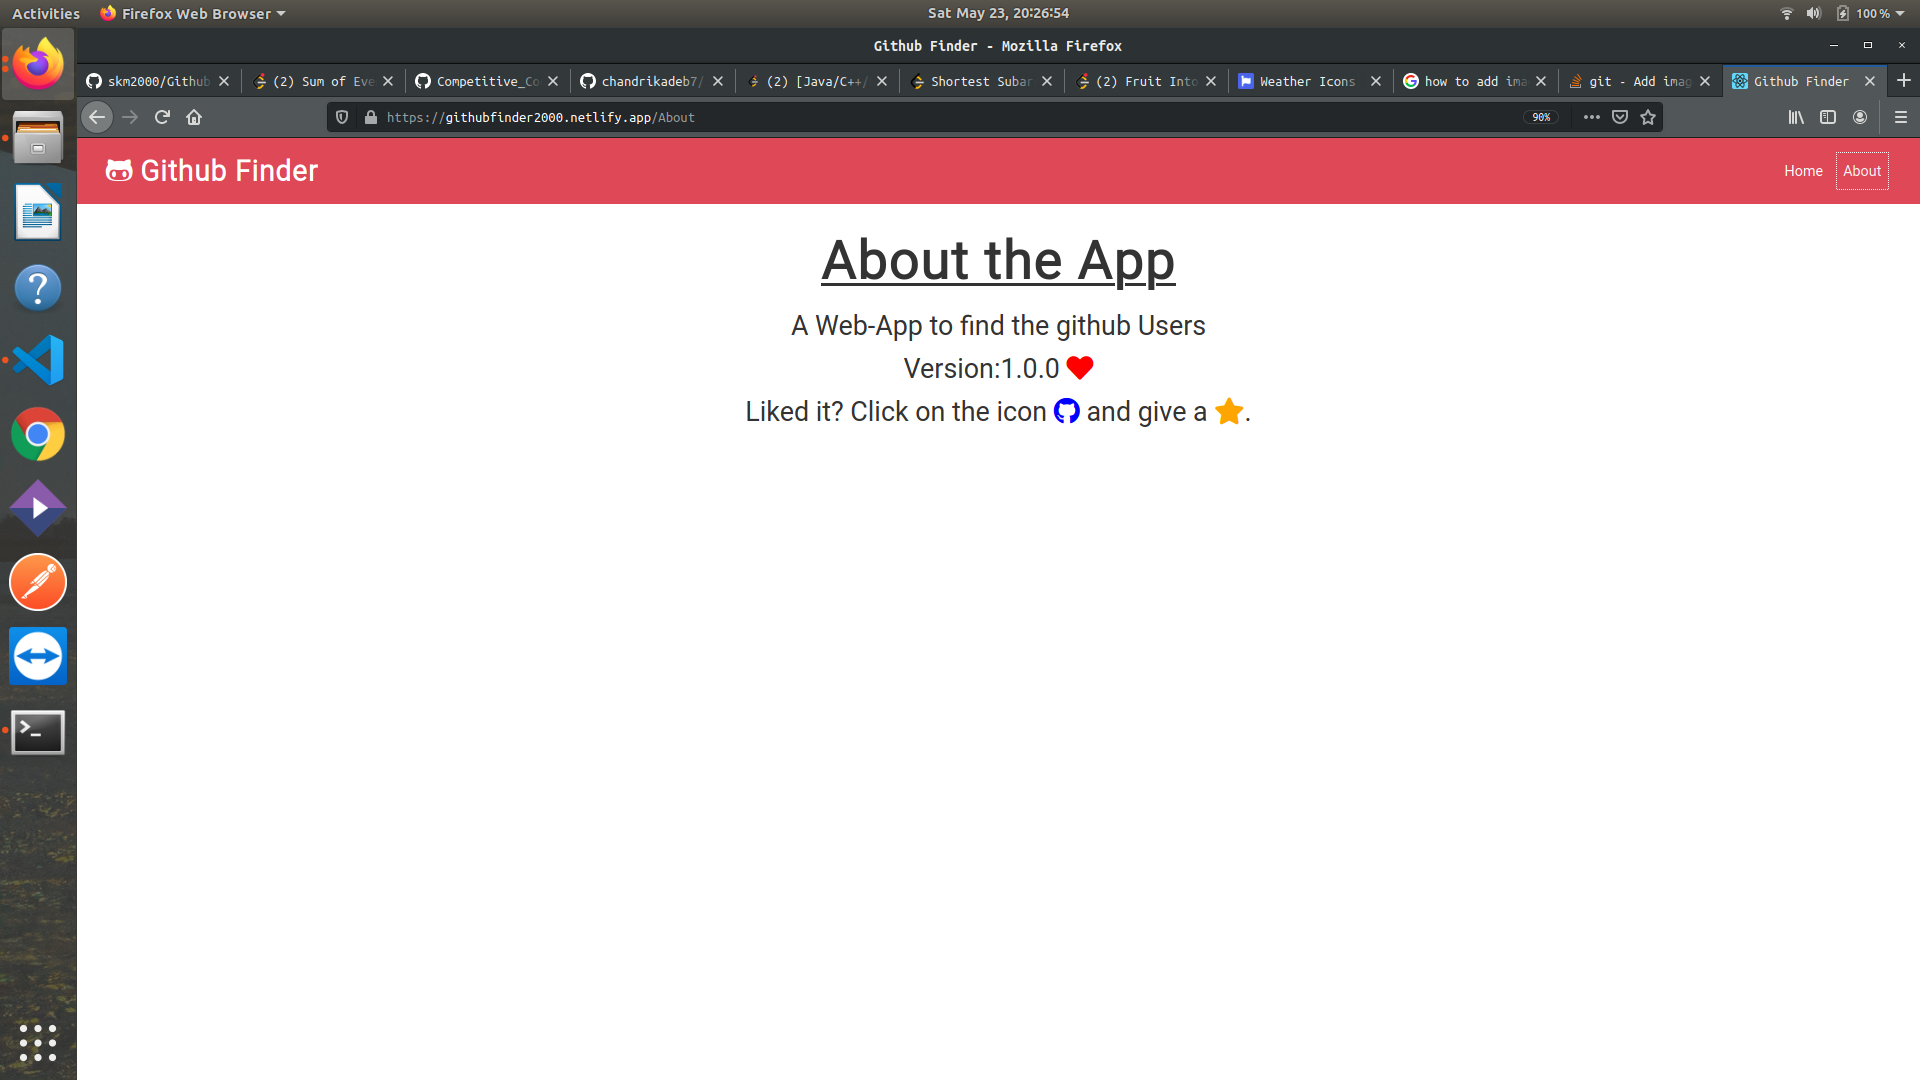 Activities Firefox Web Browser Sat May 23, 20:26:54 100%
Github Finder - Mozilla Firefox
skm2000/Github (2) Sum of Eve Competitive_Co chandrikadeb7/ (2) [Java/C++/ Shortest Subar (2) Fruit Into Weather Icons how to add ima git - Add imag Github Finder
https://githubfinder2000.netlify.app/About 90%
Github Finder Home About
About the App
A Web-App to find the github Users
Version:1.0.0
Liked it? Click on the icon and give a .